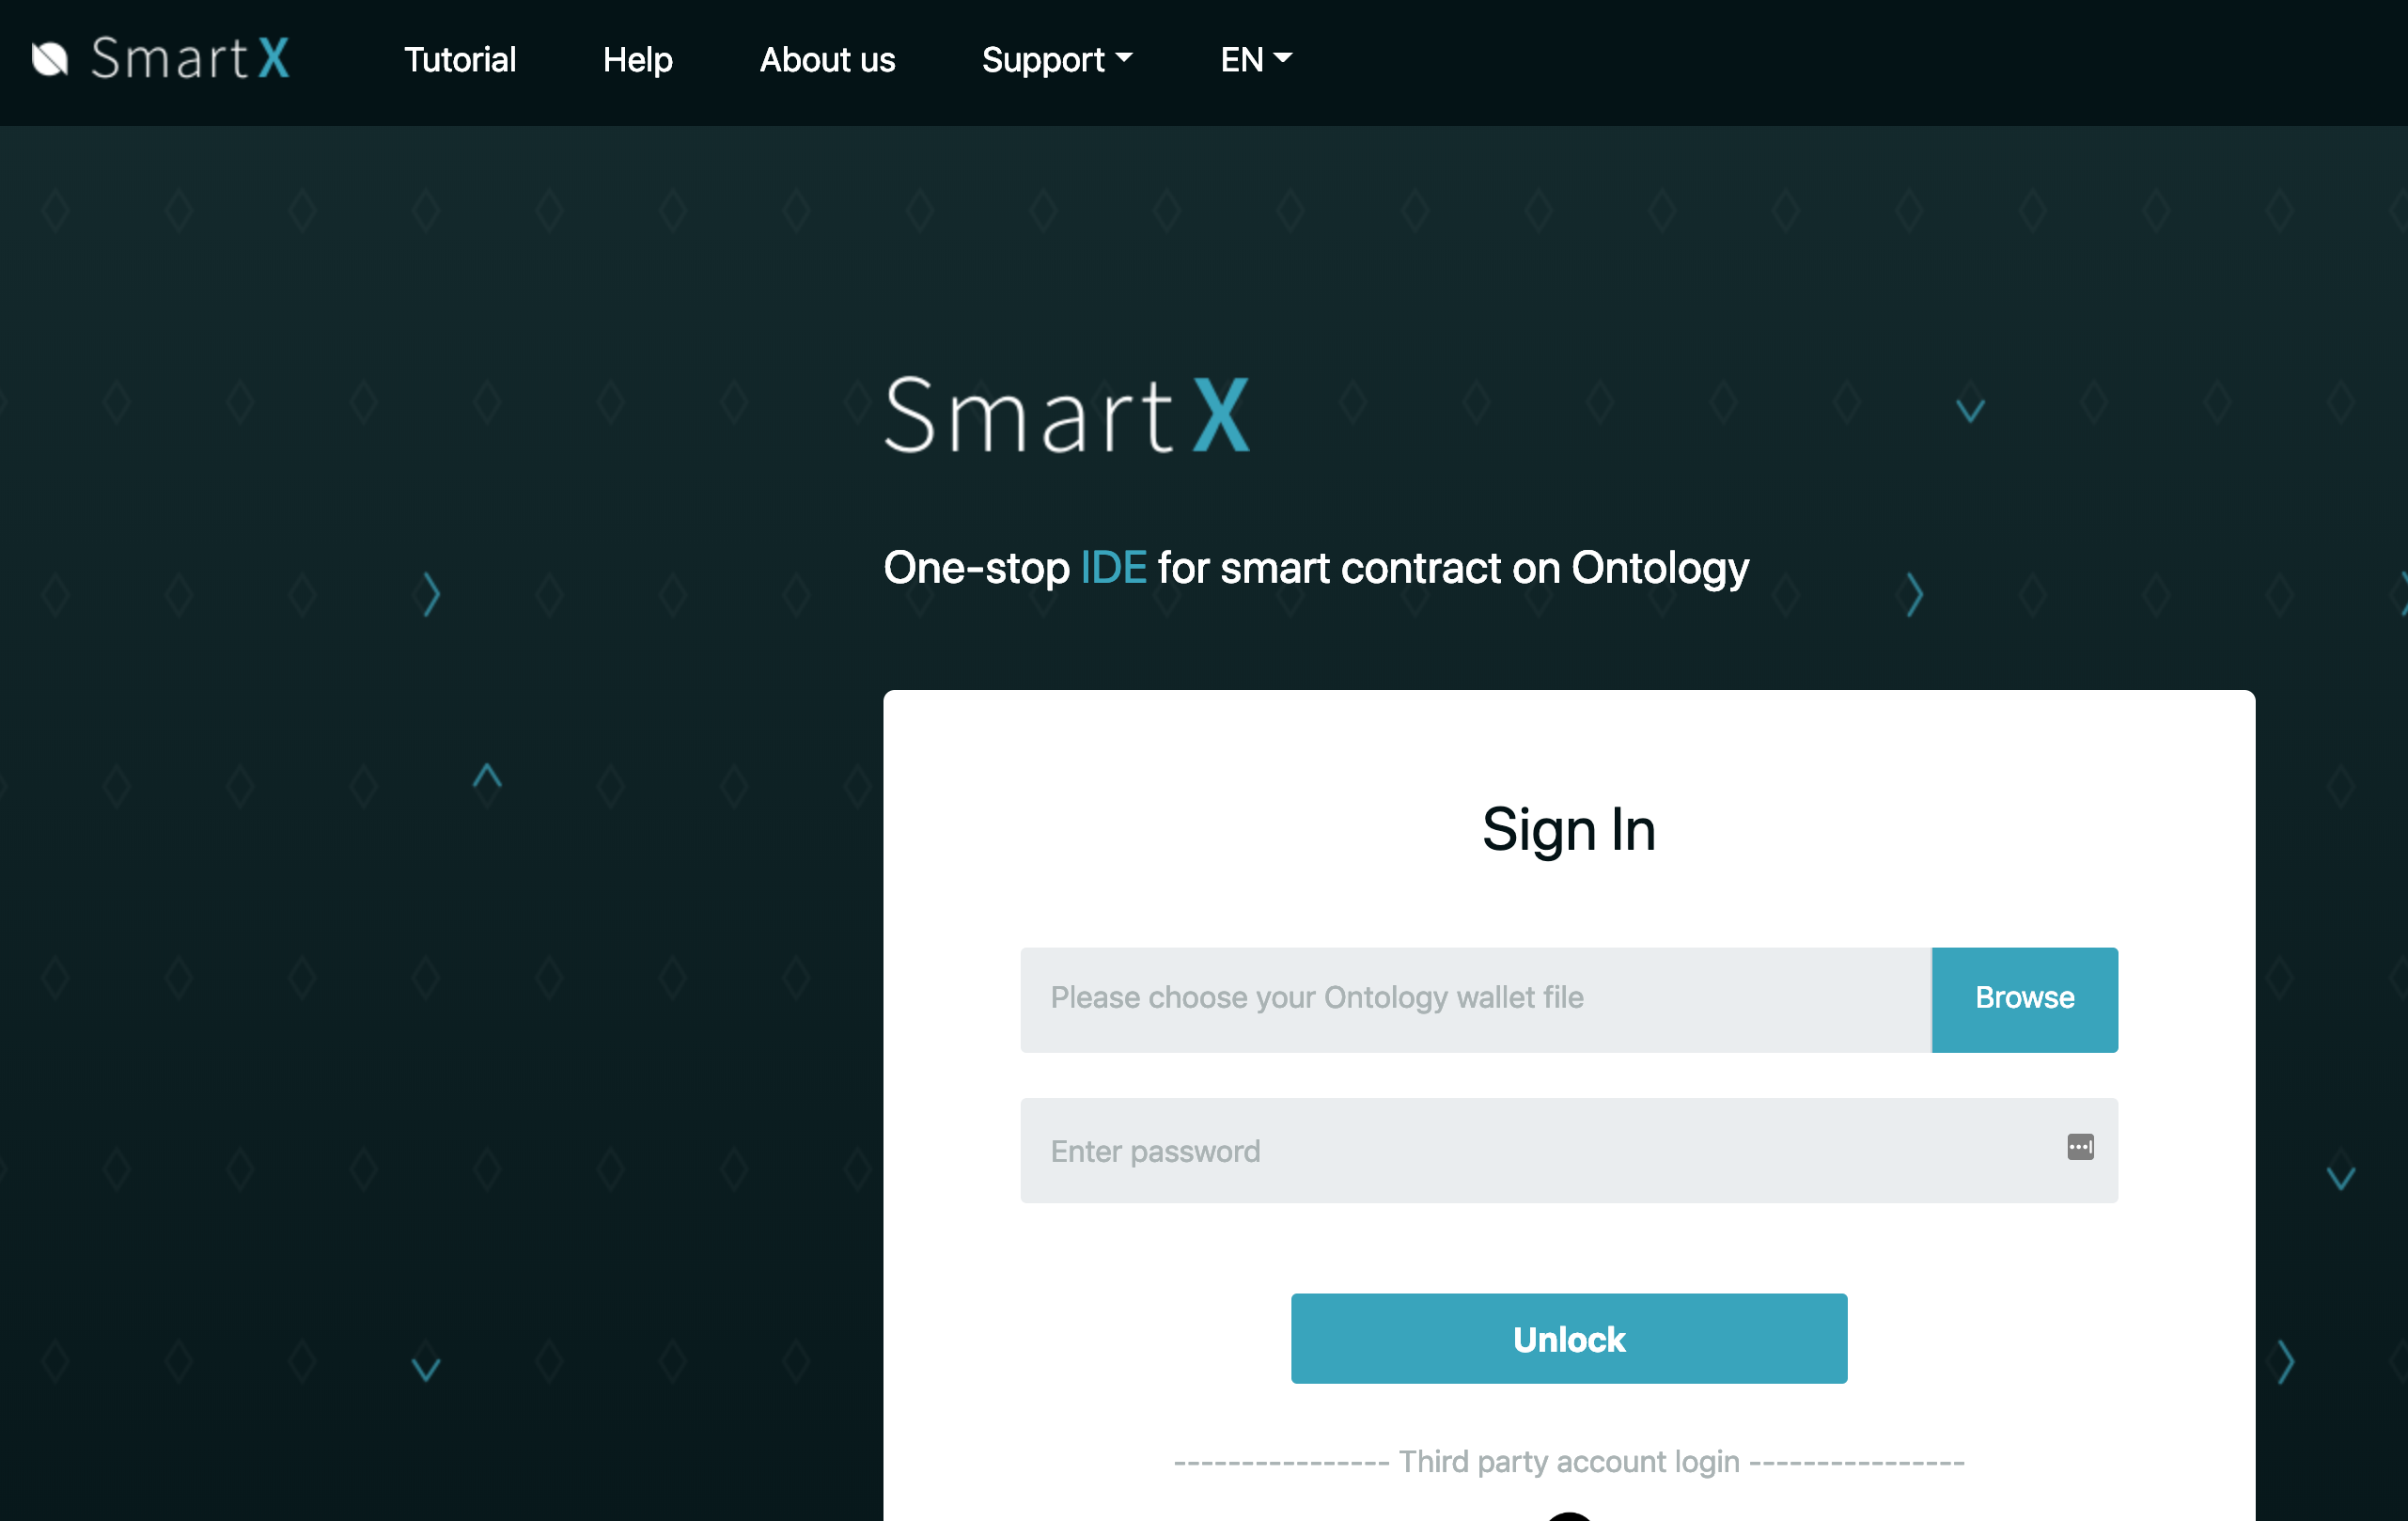 SmartX
Tutorial
Help
About us
Support
EN
SmartX
One-stop IDE for smart contract on Ontology
Sign In
Please choose your Ontology wallet file
Browse
Enter password
Unlock
---------------- Third party account login ----------------